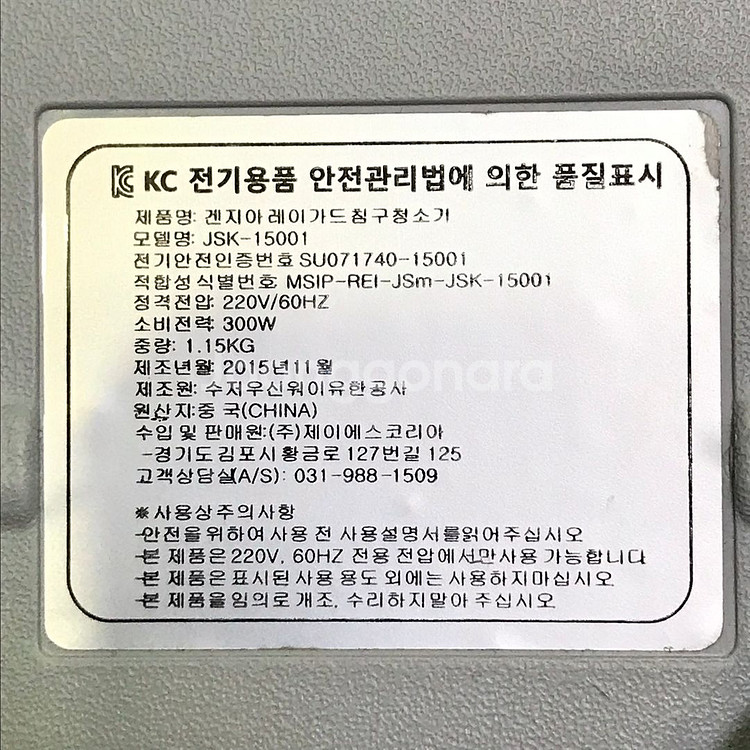 KC KC 전기용품 안전관리법에 의한 품질표시
제품명: 겐지아레이가드침구청소기
모델명: JSK-15001
전기안전인증번호 SU071740-15001
적합성식별번호: MSIP-REI-JSm-JSK-15001
정격전압: 220V/60HZ
소비전력: 300W
중량: 1.15KG
제조년월: 2015년11월
제조원: 수저우신워이유한공사
원산지:중 국(CHINA)
수입 및 판매원:(주)제이에스코리아
-경기도김포시황금로127번길 125
고객상담실(A/S): 031-988-1509
※사용상주의사항
-안전을위하여사용 전 사용설명서를읽어주십시오
-본 제품은220V, 60HZ 전용 전압에서만사용 가능합니다
-본 제품은표시된사용 용도 외에는 사용하지마십시오
-본 제품을임의로개조, 수리하지말아 주십시오